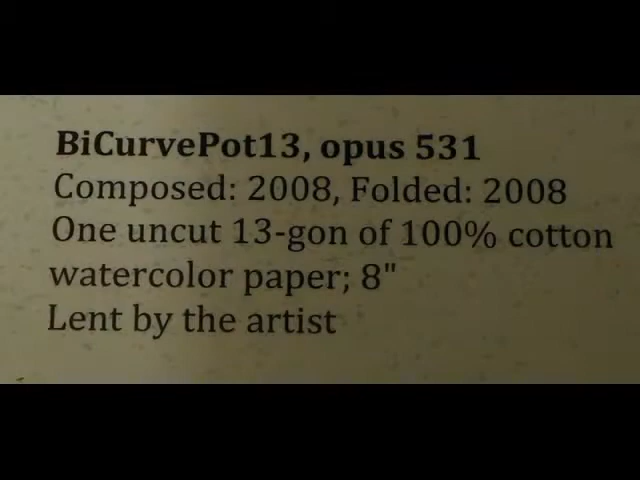 BiCurvePot13, opus 531
Composed: 2008, Folded: 2008
One uncut 13-gon of 100% cotton
watercolor paper; 8"
Lent by the artist